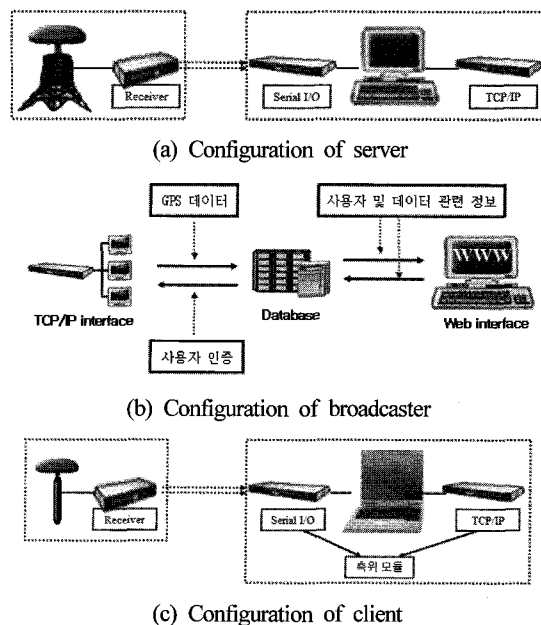 Receiver
Serial I/O
TCP/IP
(a) Configuration of server
GPS 데이터
사용자 및 데이터 관련 정보
WWW
TCP/IP interface
Database
Web interface
사용자 인증
(b) Configuration of broadcaster
Receiver
Serial I/O
TCP/IP
측위 모듈
(c) Configuration of client